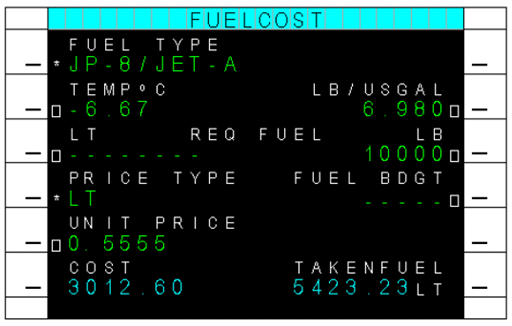 FUELCOST
FUEL TYPE
*JP-8/JET-A
TEMP°C LB/USGAL
-6.67 6.980
LT REQ FUEL LB
-------- 10000
PRICE TYPE FUEL BDGT
*LT -----
UNIT PRICE
0.5555
COST TAKENFUEL
3012.60 5423.23LT